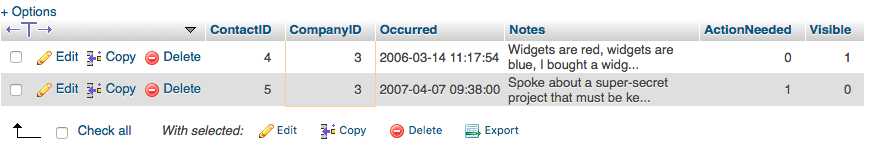 + Options
ContactID CompanyID Occurred Notes ActionNeeded Visible
Edit Copy Delete 4 3 2006-03-14 11:17:54 Widgets are red, widgets are
blue, I bought a widg... 0 1
Edit Copy Delete 5 3 2007-04-07 09:38:00 Spoke about a super-secret
project that must be ke... 1 0
Check all With selected: Edit Copy Delete Export